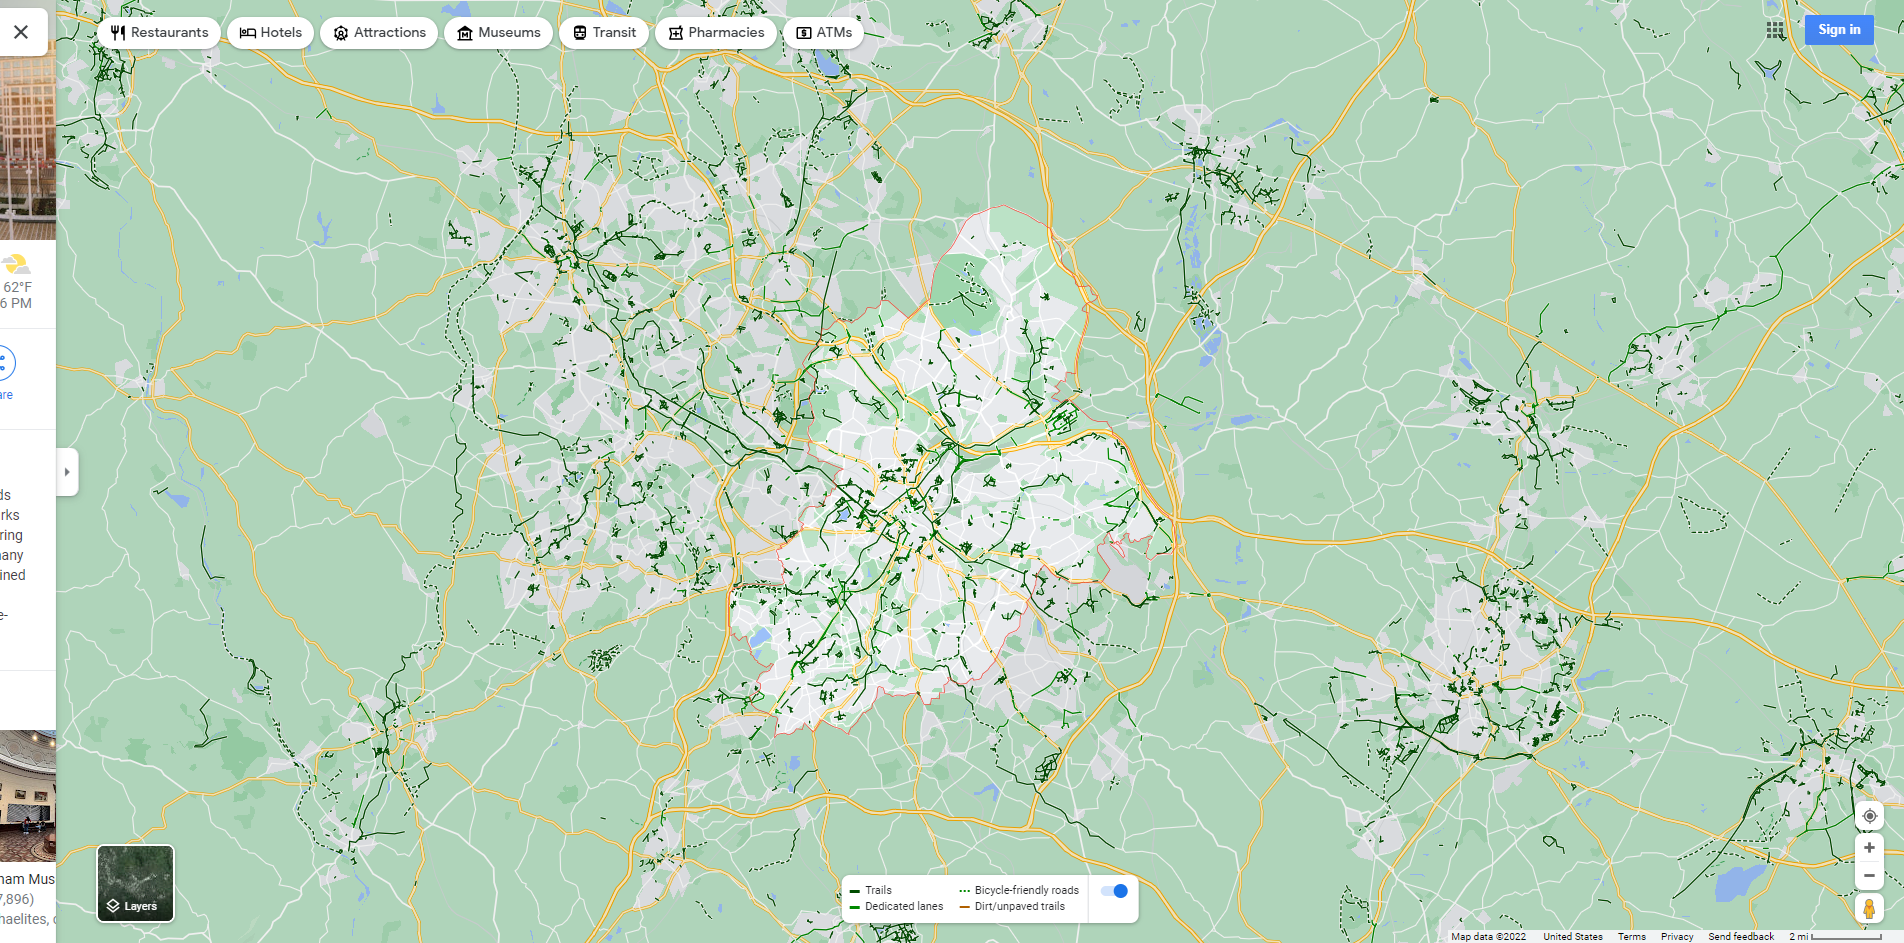 Restaurants
Hotels
Attractions
Museums
Transit
Pharmacies
ATMs
Sign in
62°F
6 PM
are
ds
rks
ring
any
ined
e-
ham Mus
7,896)
naelites, c
Layers
Trails
Bicycle-friendly roads
Dedicated lanes
Dirt/unpaved trails
Map data ©2022
United States
Terms
Privacy
Send feedback
2 mi